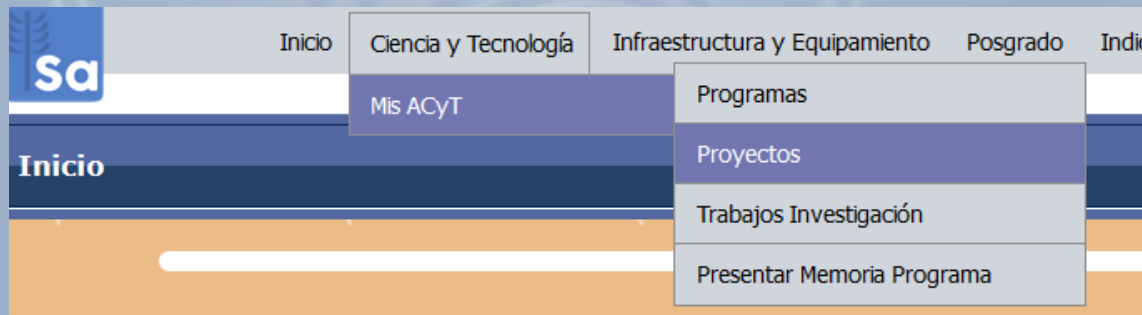 Sa
Inicio Ciencia y Tecnología Infraestructura y Equipamiento Posgrado
Mis ACyT
Programas
Proyectos
Inicio
Trabajos Investigación
Presentar Memoria Programa